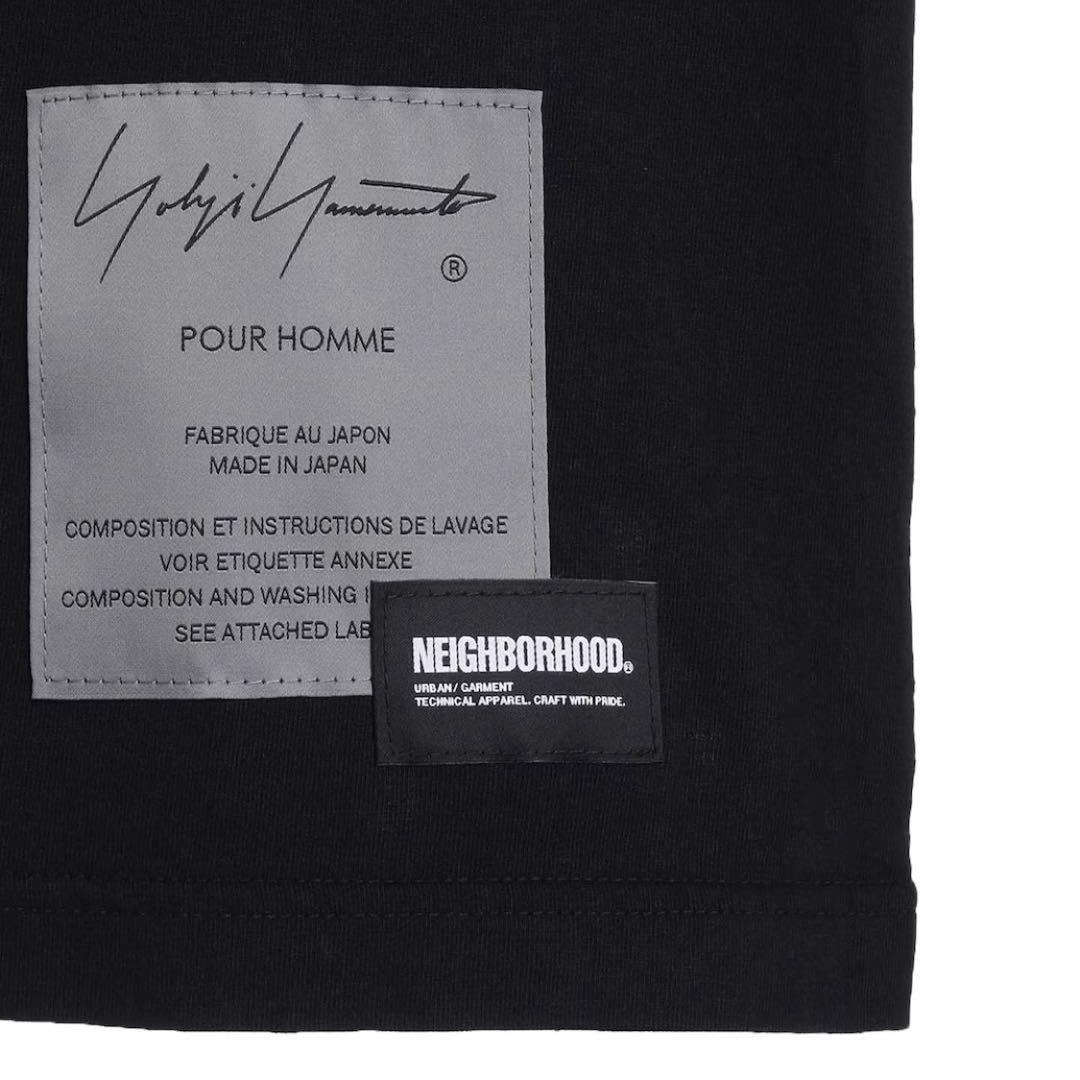 Yohji Yamamoto
®
POUR HOMME
FABRIQUE AU JAPON
MADE IN JAPAN
COMPOSITION ET INSTRUCTIONS DE LAVAGE
VOIR ETIQUETTE ANNEXE
COMPOSITION AND WASHING
SEE ATTACHED
NEIGHBORHOOD®
URBAN/ GARMENT
TECHNICAL APPAREL. CRAFT WITH PRIDE.